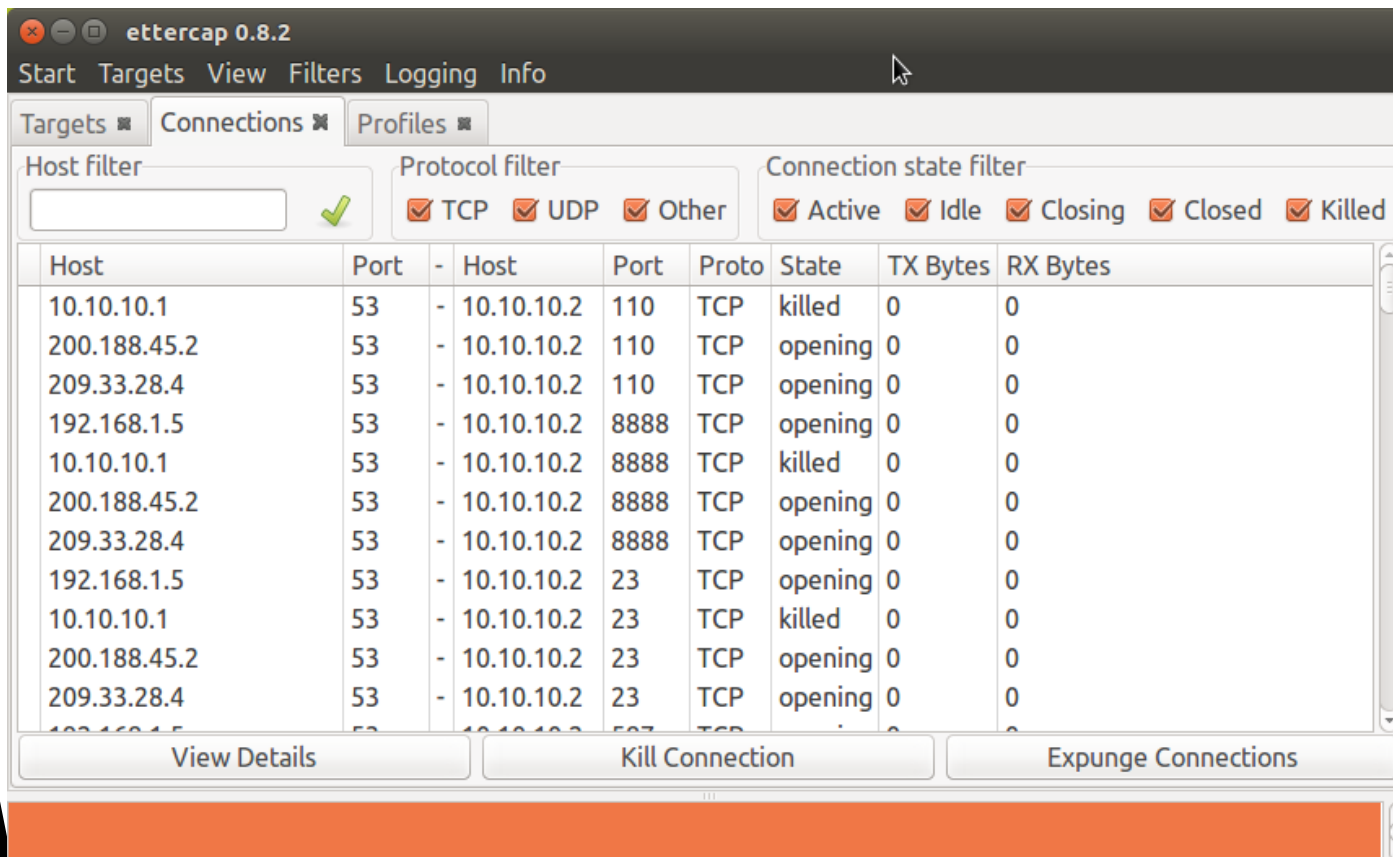 ettercap 0.8.2
Start Targets View Filters Logging Info
Targets Connections Profiles
Host filter Protocol filter Connection state filter
TCP UDP Other Active Idle Closing Closed Killed
Host Port - Host Port Proto State TX Bytes RX Bytes
10.10.10.1 53 - 10.10.10.2 110 TCP killed 0 0
200.188.45.2 53 - 10.10.10.2 110 TCP opening 0 0
209.33.28.4 53 - 10.10.10.2 110 TCP opening 0 0
192.168.1.5 53 - 10.10.10.2 8888 TCP opening 0 0
10.10.10.1 53 - 10.10.10.2 8888 TCP killed 0 0
200.188.45.2 53 - 10.10.10.2 8888 TCP opening 0 0
209.33.28.4 53 - 10.10.10.2 8888 TCP opening 0 0
192.168.1.5 53 - 10.10.10.2 23 TCP opening 0 0
10.10.10.1 53 - 10.10.10.2 23 TCP killed 0 0
200.188.45.2 53 - 10.10.10.2 23 TCP opening 0 0
209.33.28.4 53 - 10.10.10.2 23 TCP opening 0 0
View Details Kill Connection Expunge Connections